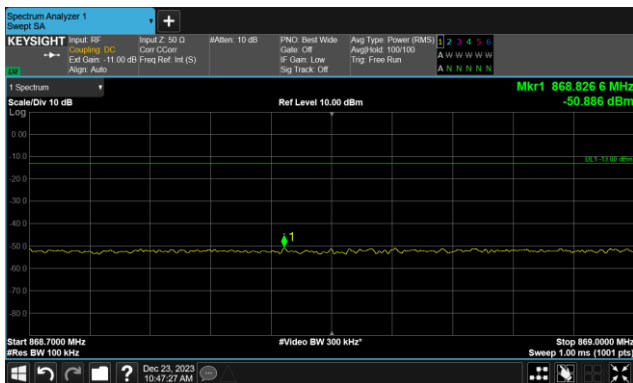 Spectrum Analyzer 1
Swept SA
+
KEYSIGHT Input: RF Input Z: 50 Ω #Atten: 10 dB PNO: Best Wide Avg Type: Power (RMS) 1 2 3 4 5 6
Coupling: DC Corr CCorr Gate: Off Avg|Hold: 100/100 A W W W W W
Ext Gain: -11.00 dB Freq Ref: Int (S) IF Gain: Low Trig: Free Run
Align: Auto Sig Track: Off A N N N N N
1 Spectrum Mkr1 868.826 6 MHz
Scale/Div 10 dB Ref Level 10.00 dBm -50.886 dBm
Log
0.00
-10.0
DL1 -13.00 dBm
-20.0
-30.0
-40.0
1
-50.0
-60.0
-70.0
-80.0
Start 868.7000 MHz #Video BW 300 kHz* Stop 869.0000 MHz
#Res BW 100 kHz Sweep 1.00 ms (1001 pts)
? Dec 23, 2023
10:47:27 AM